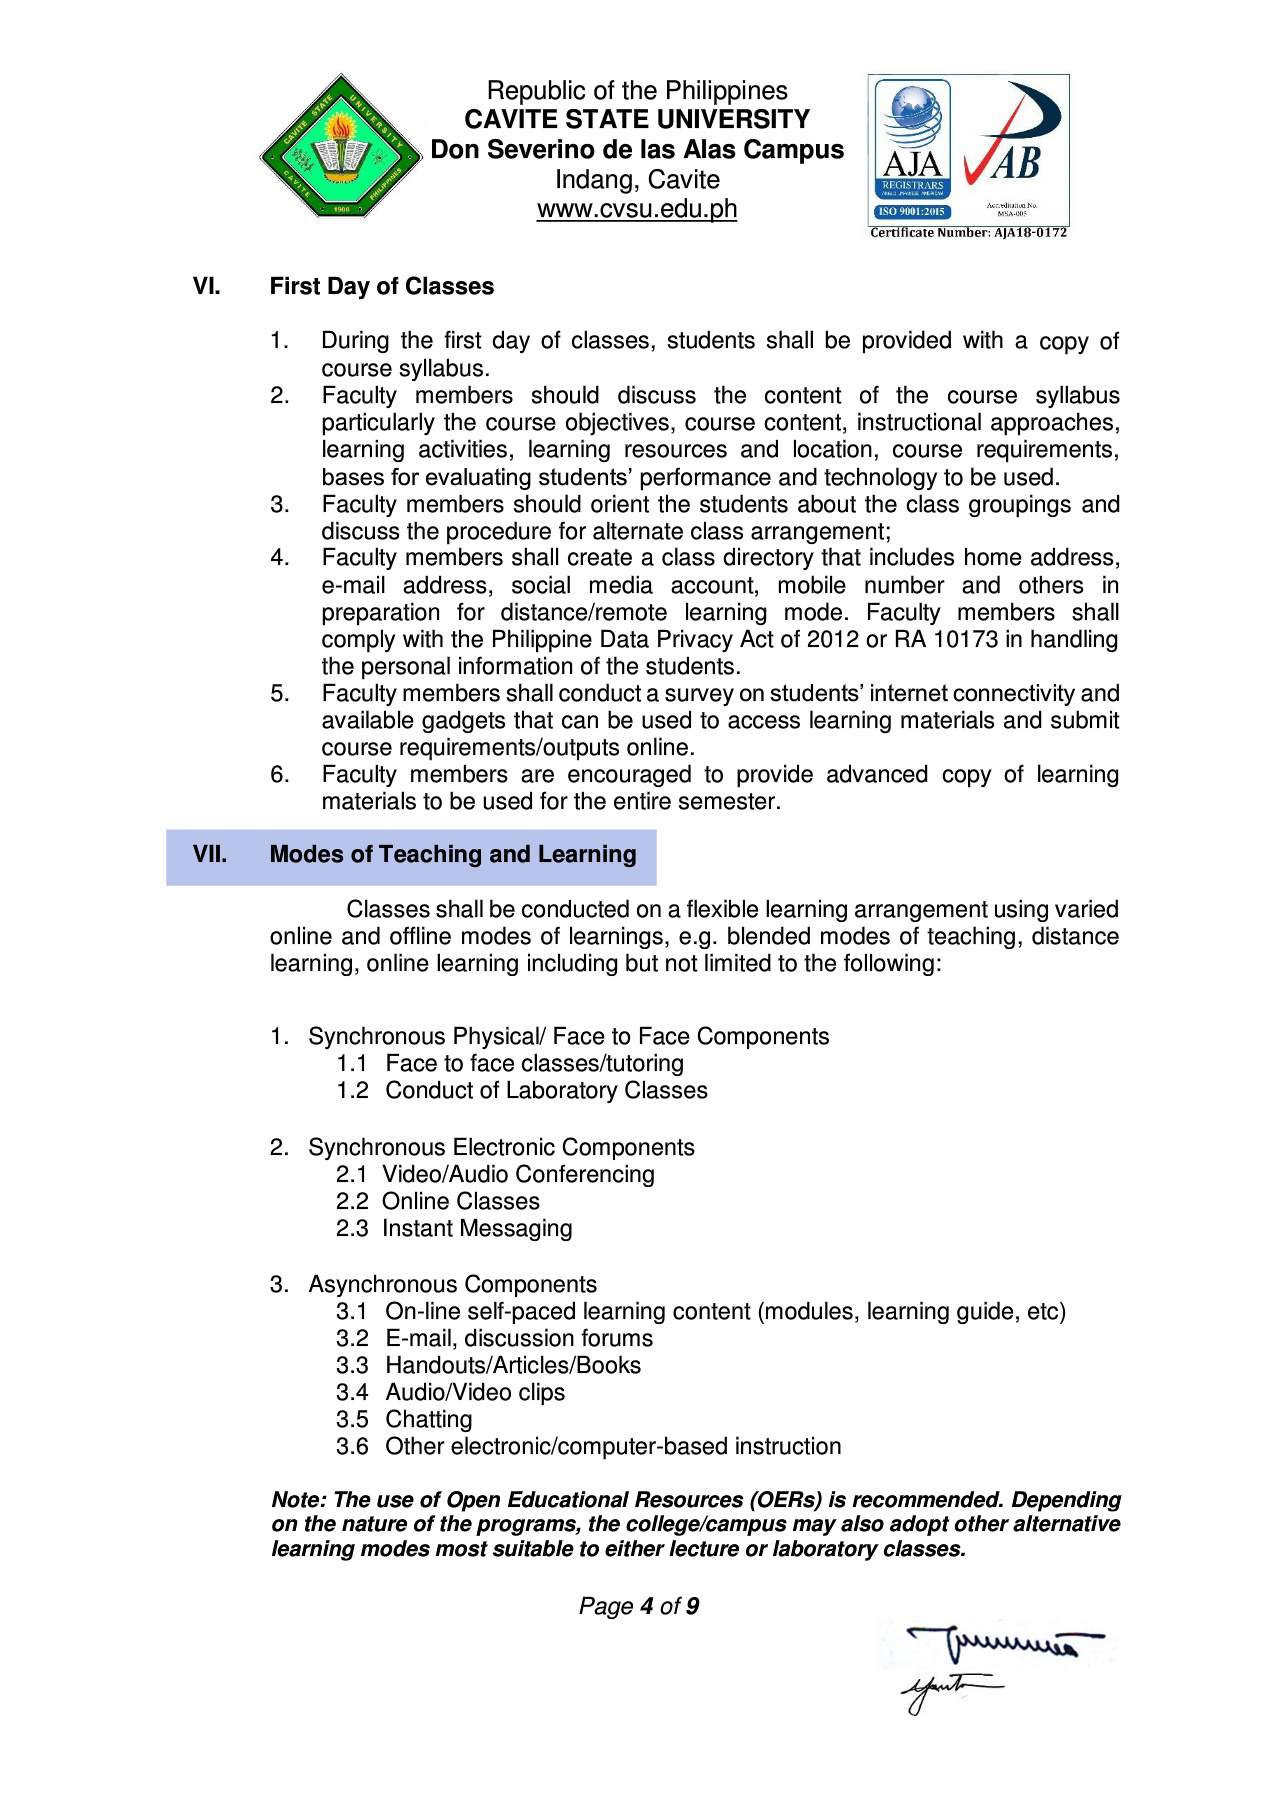 Republic of the Philippines
CAVITE STATE UNIVERSITY
Don Severino de las Alas Campus
Indang, Cavite
www.cvsu.edu.ph
CAVITE STATE UNIVERSITY
CAVITE
PHILIPPINES
1906
AJA
REGISTRARS
ANGLO JAPANESE AMERICAN
ISO 9001:2015
PAB
Accreditation No.
MSA-005
Certificate Number: AJA18-0172
VI. First Day of Classes
1. During the first day of classes, students shall be provided with a copy of
course syllabus.
2. Faculty members should discuss the content of the course syllabus
particularly the course objectives, course content, instructional approaches,
learning activities, learning resources and location, course requirements,
bases for evaluating students’ performance and technology to be used.
3. Faculty members should orient the students about the class groupings and
discuss the procedure for alternate class arrangement;
4. Faculty members shall create a class directory that includes home address,
e-mail address, social media account, mobile number and others in
preparation for distance/remote learning mode. Faculty members shall
comply with the Philippine Data Privacy Act of 2012 or RA 10173 in handling
the personal information of the students.
5. Faculty members shall conduct a survey on students’ internet connectivity and
available gadgets that can be used to access learning materials and submit
course requirements/outputs online.
6. Faculty members are encouraged to provide advanced copy of learning
materials to be used for the entire semester.
VII. Modes of Teaching and Learning
Classes shall be conducted on a flexible learning arrangement using varied
online and offline modes of learnings, e.g. blended modes of teaching, distance
learning, online learning including but not limited to the following:
1. Synchronous Physical/ Face to Face Components
1.1 Face to face classes/tutoring
1.2 Conduct of Laboratory Classes
2. Synchronous Electronic Components
2.1 Video/Audio Conferencing
2.2 Online Classes
2.3 Instant Messaging
3. Asynchronous Components
3.1 On-line self-paced learning content (modules, learning guide, etc)
3.2 E-mail, discussion forums
3.3 Handouts/Articles/Books
3.4 Audio/Video clips
3.5 Chatting
3.6 Other electronic/computer-based instruction
Note: The use of Open Educational Resources (OERs) is recommended. Depending
on the nature of the programs, the college/campus may also adopt other alternative
learning modes most suitable to either lecture or laboratory classes.
Page 4 of 9